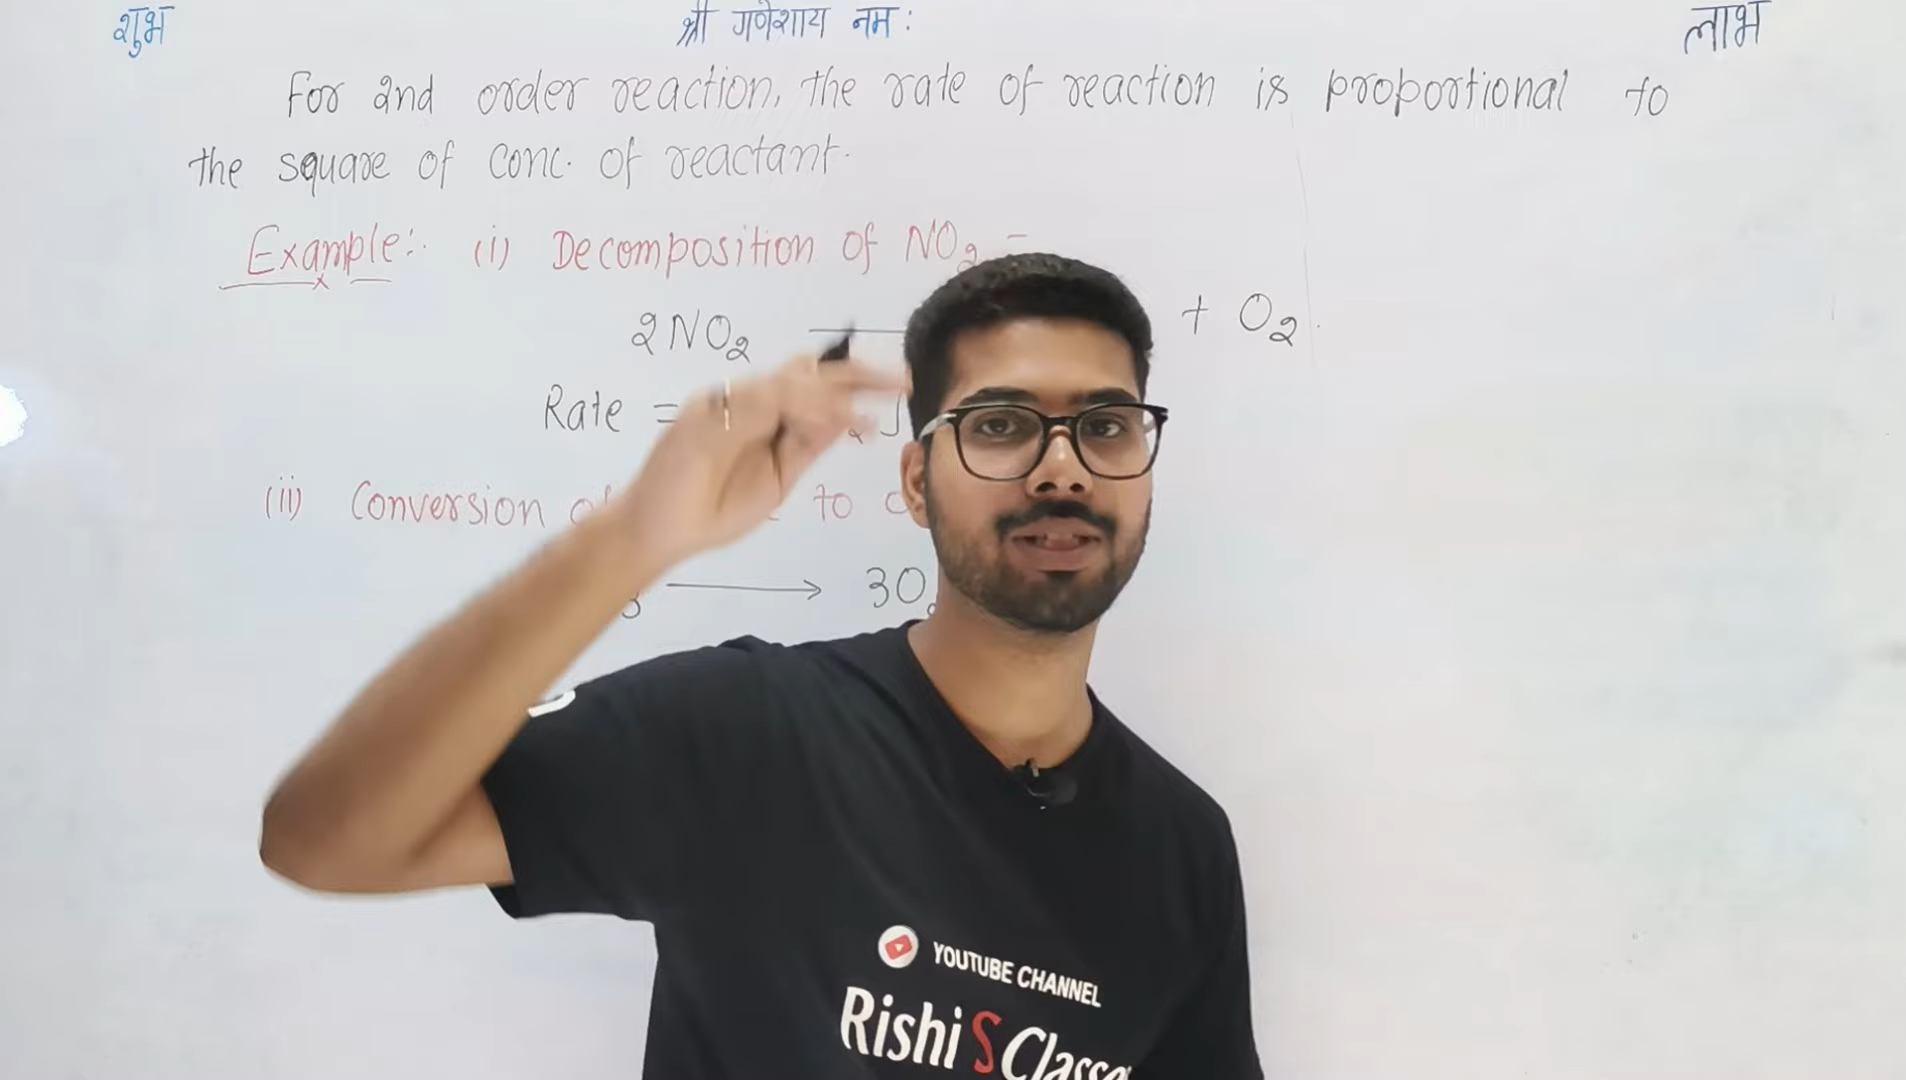 शुभ श्री गणेशाय नमः लाभ
For 2nd order reaction, the rate of reaction is proportional to
the square of conc. of reactant.
Example:- (i) Decomposition of NO₂ -
2NO₂ + O₂.
Rate =
(ii) Conversion to
3 ⟶ 3O
YOUTUBE CHANNEL
Rishi S Classe